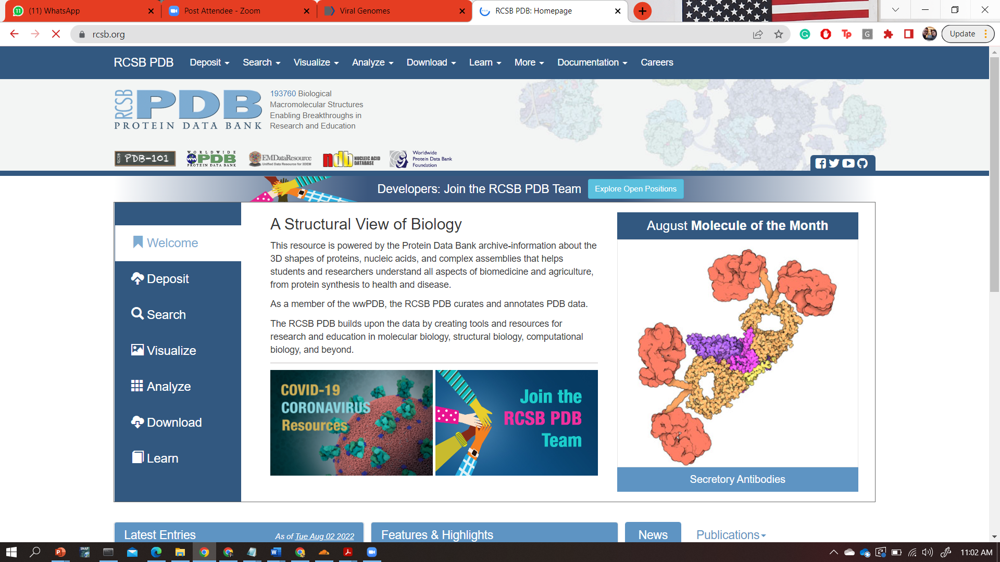 (11) WhatsApp
Post Attendee - Zoom
Viral Genomes
RCSB PDB: Homepage
rcsb.org
Update
RCSB PDB
Deposit
Search
Visualize
Analyze
Download
Learn
More
Documentation
Careers
RCSB
PDB
PROTEIN DATA BANK
193760 Biological
Macromolecular Structures
Enabling Breakthroughs in
Research and Education
RCSB PDB-101
WORLDWIDE
PDB
PROTEIN DATA BANK
EMDataResource
Unified Data Resource for 3DEM
ndb NUCLEIC ACID
DATABASE
Worldwide
Protein Data Bank
Foundation
Developers: Join the RCSB PDB Team
Explore Open Positions
Welcome
Deposit
Search
Visualize
Analyze
Download
Learn
A Structural View of Biology
This resource is powered by the Protein Data Bank archive-information about the
3D shapes of proteins, nucleic acids, and complex assemblies that helps
students and researchers understand all aspects of biomedicine and agriculture,
from protein synthesis to health and disease.
As a member of the wwPDB, the RCSB PDB curates and annotates PDB data.
The RCSB PDB builds upon the data by creating tools and resources for
research and education in molecular biology, structural biology, computational
biology, and beyond.
COVID-19
CORONAVIRUS
Resources
Join the
RCSB PDB
Team
August Molecule of the Month
Secretory Antibodies
Latest Entries
As of Tue Aug 02 2022
Features & Highlights
News
Publications
11:02 AM